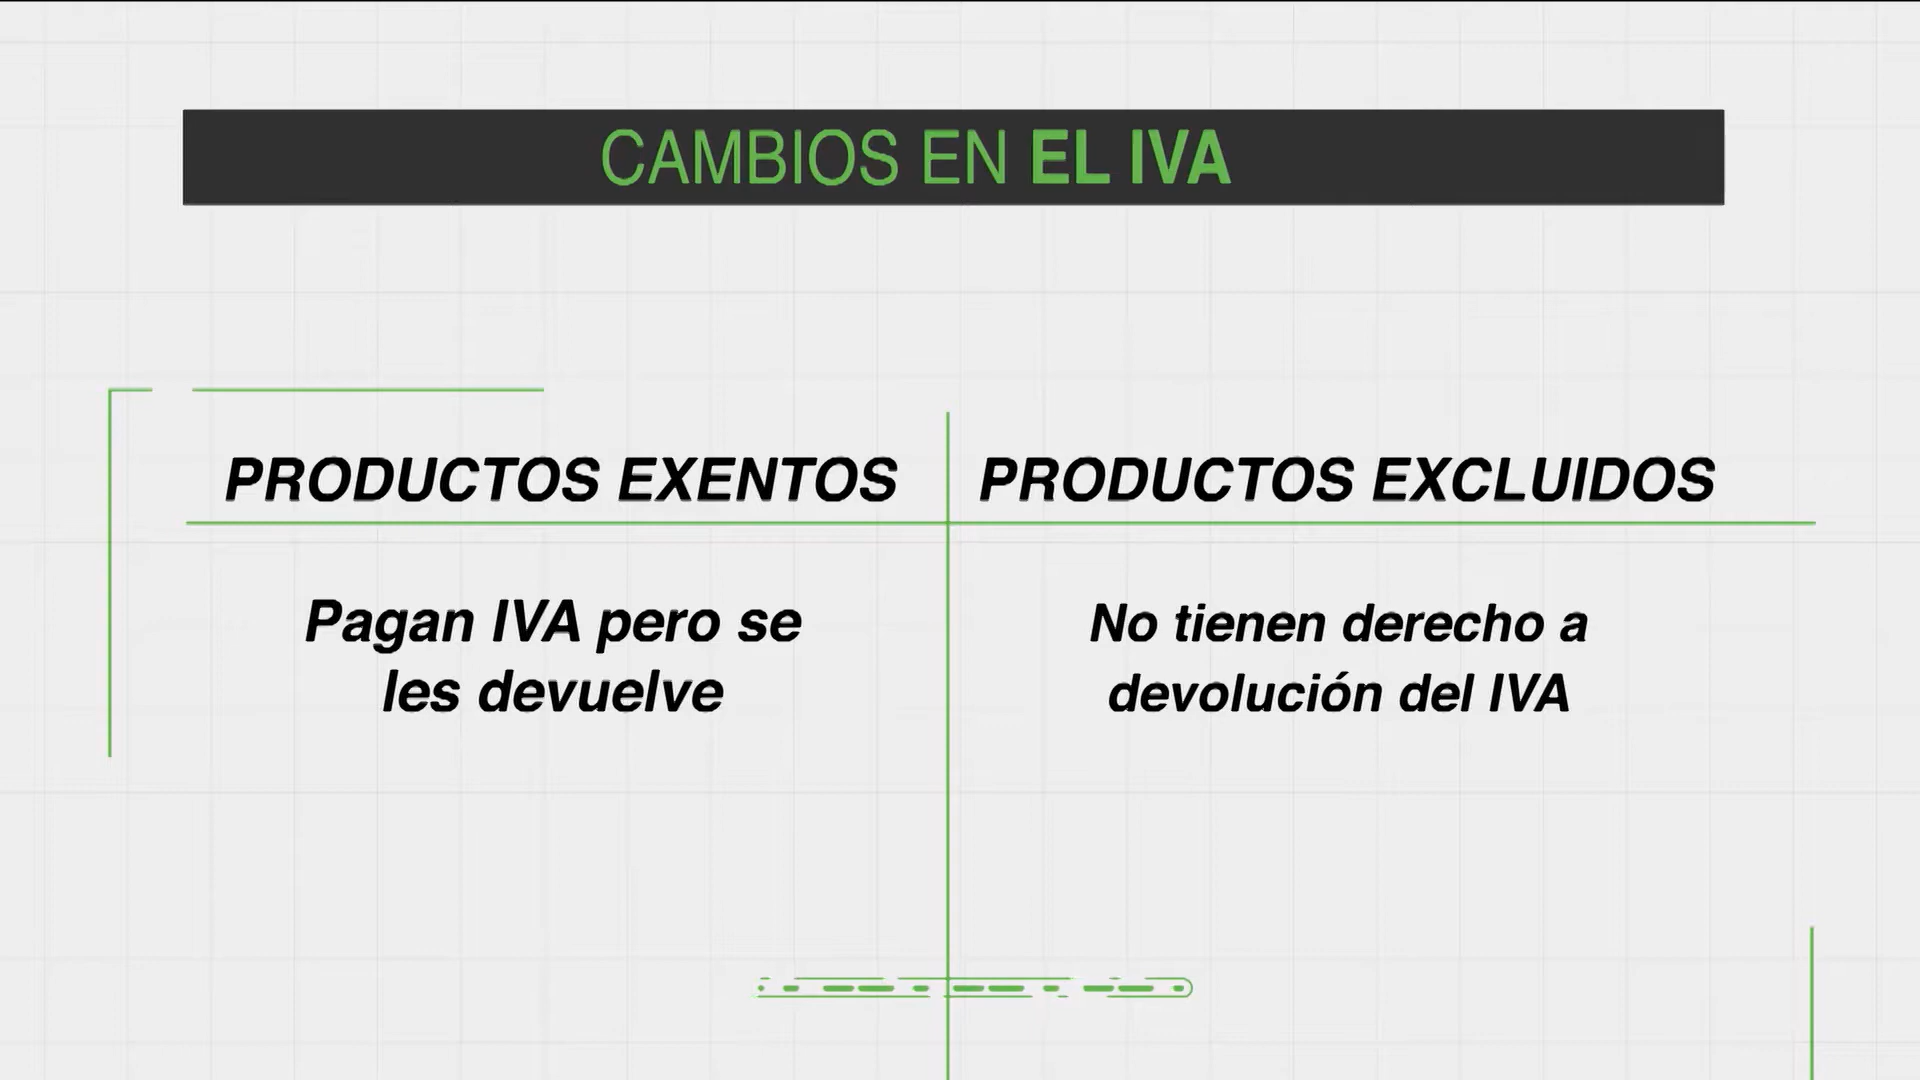 CAMBIOS EN EL IVA
PRODUCTOS EXENTOS
Pagan IVA pero se
les devuelve
PRODUCTOS EXCLUIDOS
No tienen derecho a
devolución del IVA